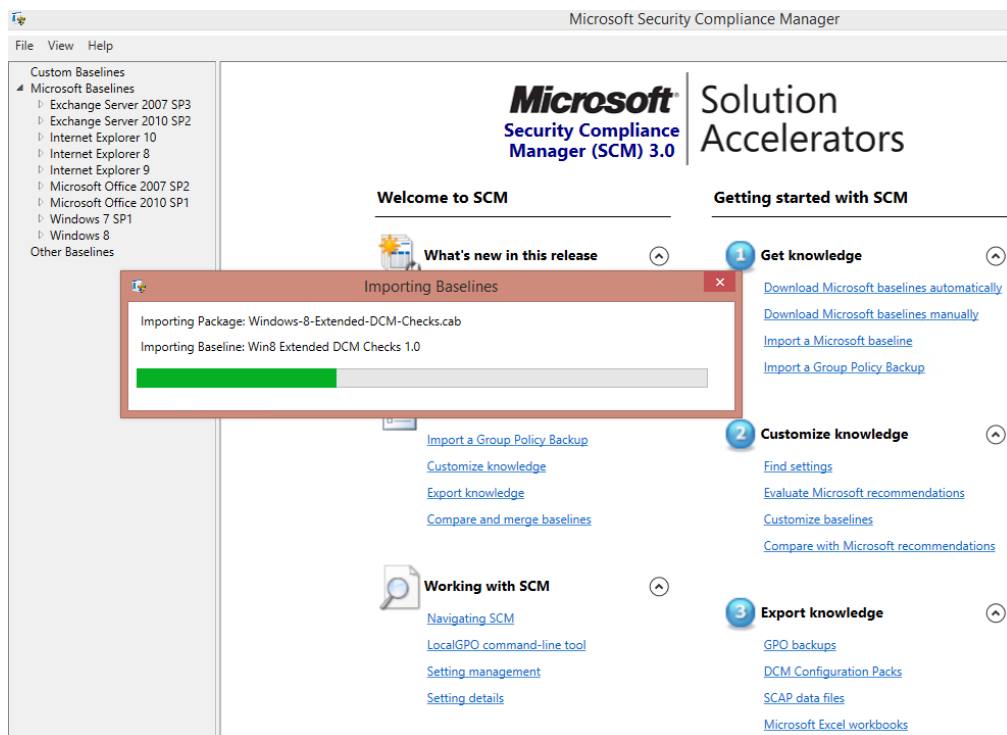 Microsoft Security Compliance Manager
File View Help
Custom Baselines
Microsoft Baselines
Exchange Server 2007 SP3
Exchange Server 2010 SP2
Internet Explorer 10
Internet Explorer 8
Internet Explorer 9
Microsoft Office 2007 SP2
Microsoft Office 2010 SP1
Windows 7 SP1
Windows 8
Other Baselines
Microsoft
Security Compliance
Manager (SCM) 3.0
Solution
Accelerators
Welcome to SCM
What's new in this release
Importing Baselines
Importing Package: Windows-8-Extended-DCM-Checks.cab
Importing Baseline: Win8 Extended DCM Checks 1.0
Import a Group Policy Backup
Customize knowledge
Export knowledge
Compare and merge baselines
Working with SCM
Navigating SCM
LocalGPO command-line tool
Setting management
Setting details
Getting started with SCM
1 Get knowledge
Download Microsoft baselines automatically
Download Microsoft baselines manually
Import a Microsoft baseline
Import a Group Policy Backup
2 Customize knowledge
Find settings
Evaluate Microsoft recommendations
Customize baselines
Compare with Microsoft recommendations
3 Export knowledge
GPO backups
DCM Configuration Packs
SCAP data files
Microsoft Excel workbooks